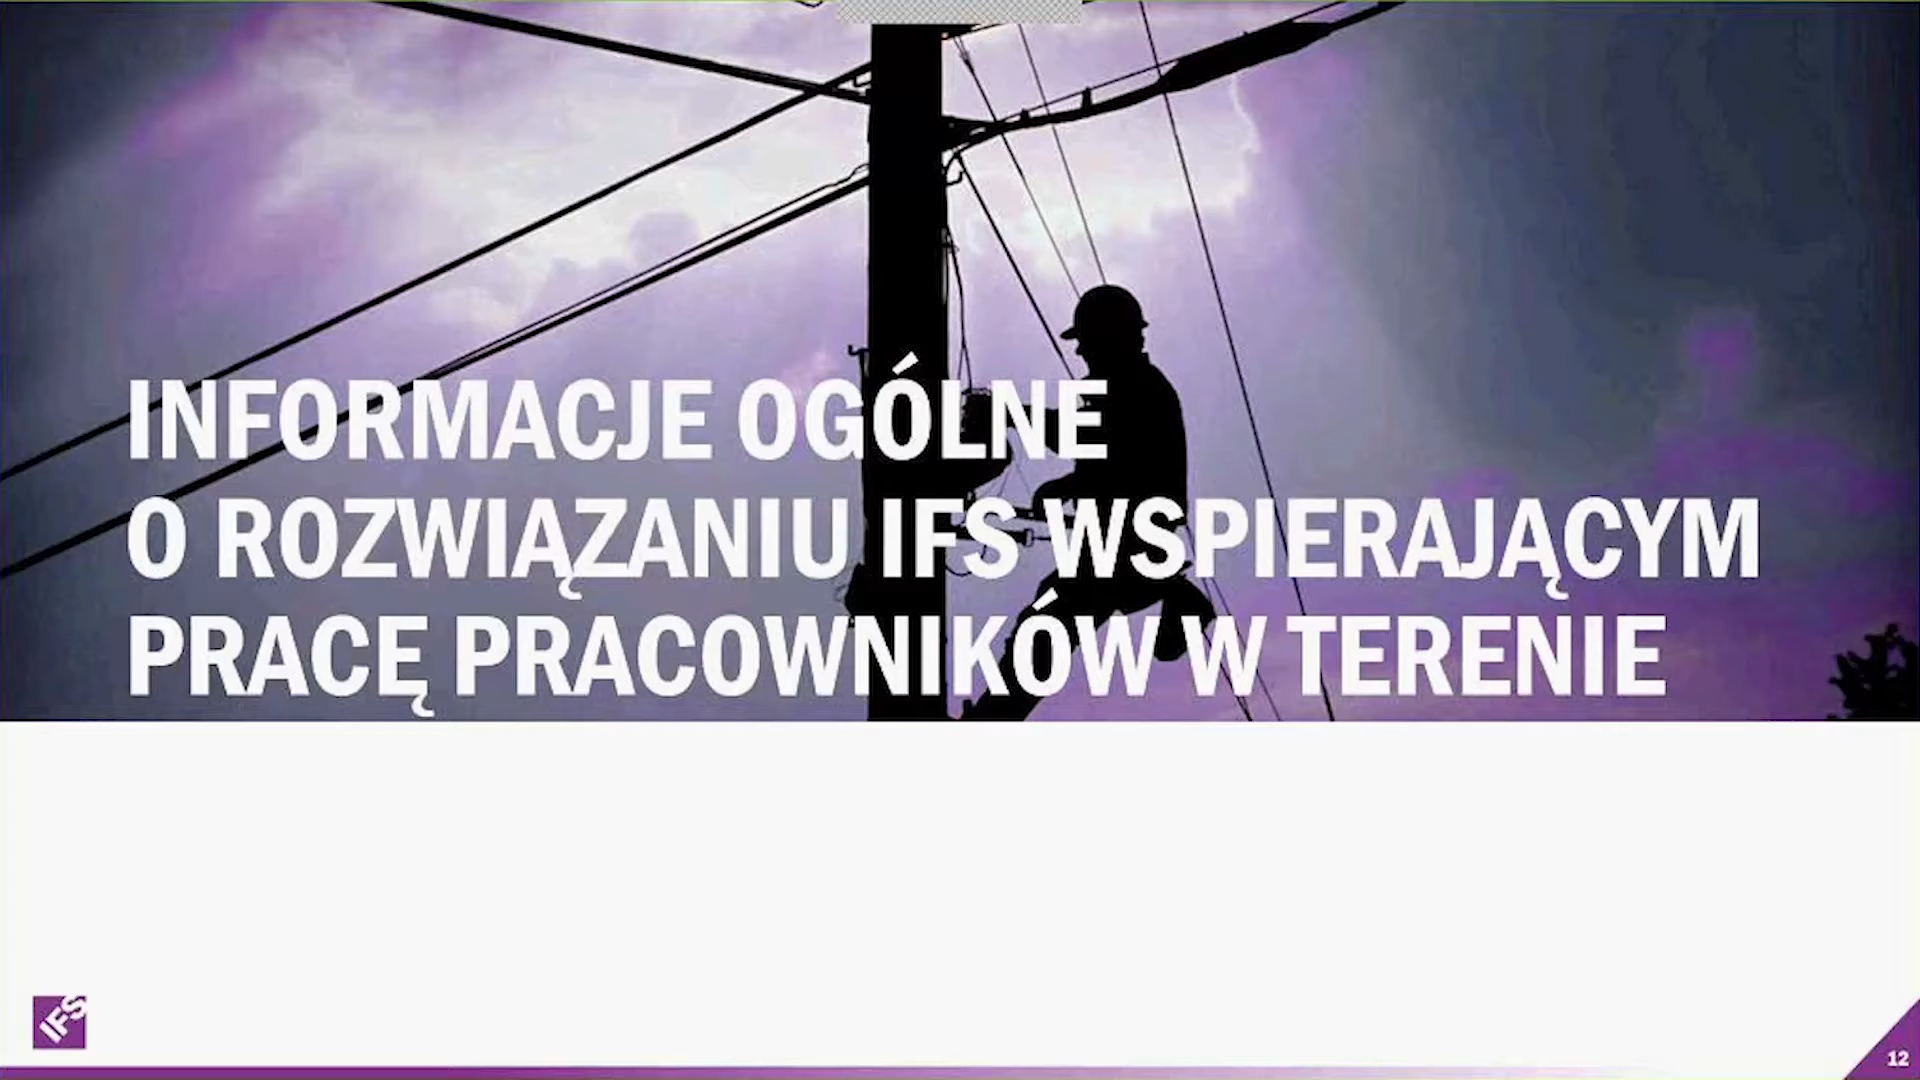 INFORMACJE OGÓLNE
O ROZWIĄZANIU IFS WSPIERAJĄCYM
PRACĘ PRACOWNIKÓW W TERENIE
IFS
12